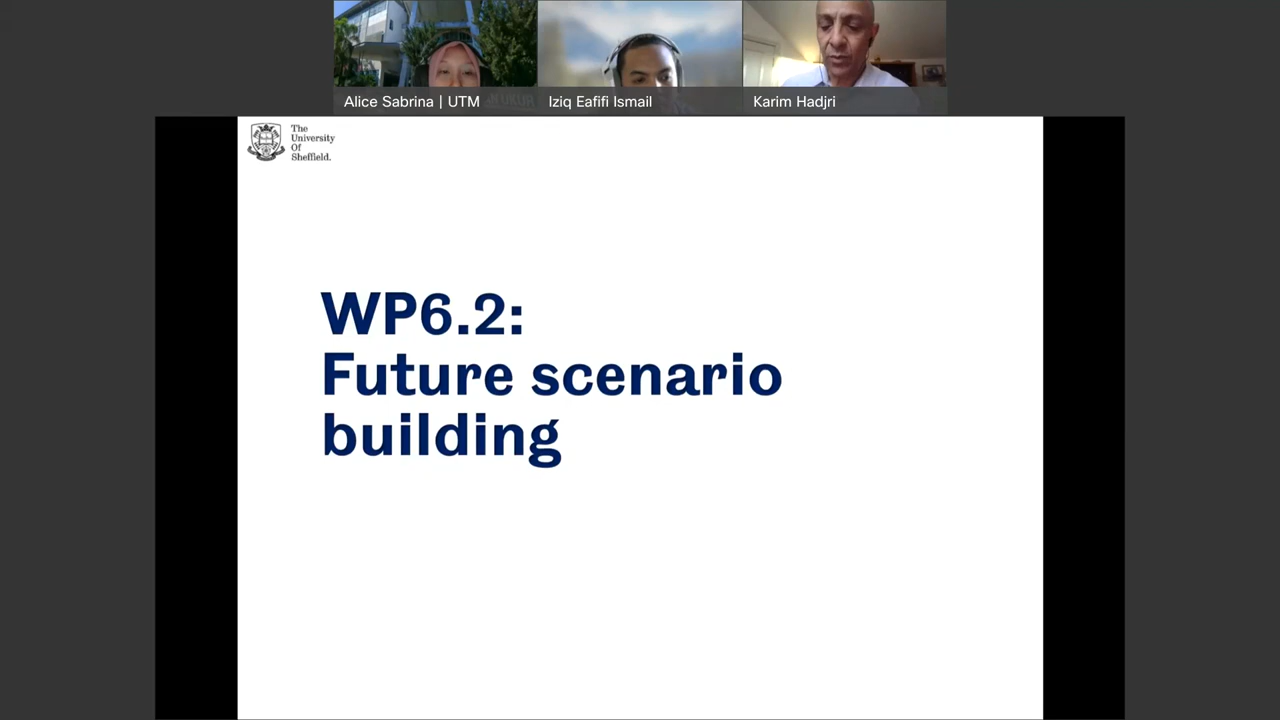 Alice Sabrina | UTM
Iziq Eafifi Ismail
Karim Hadjri
The
University
Of
Sheffield.
WP6.2:
Future scenario
building